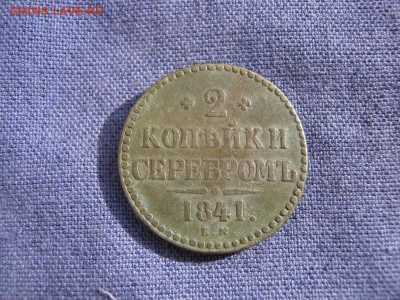 COINS.LAVE.RU
2
КОПѢЙКИ
СЕРЕБРОМЪ
1841.
Е.М